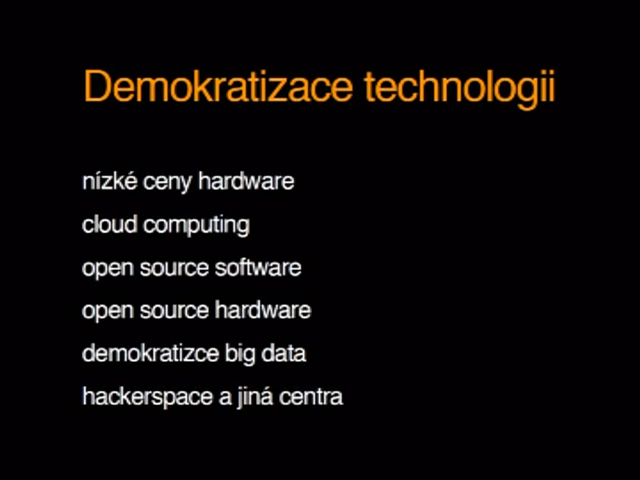 Demokratizace technologii
nízké ceny hardware
cloud computing
open source software
open source hardware
demokratizce big data
hackerspace a jiná centra